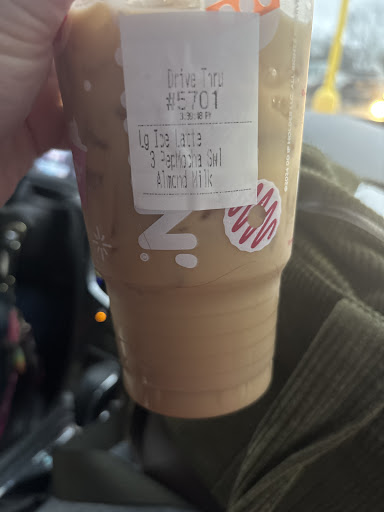 Drive Thru
#5701
Lg Ice Latte
3 PepMocha Swl
Almond Milk